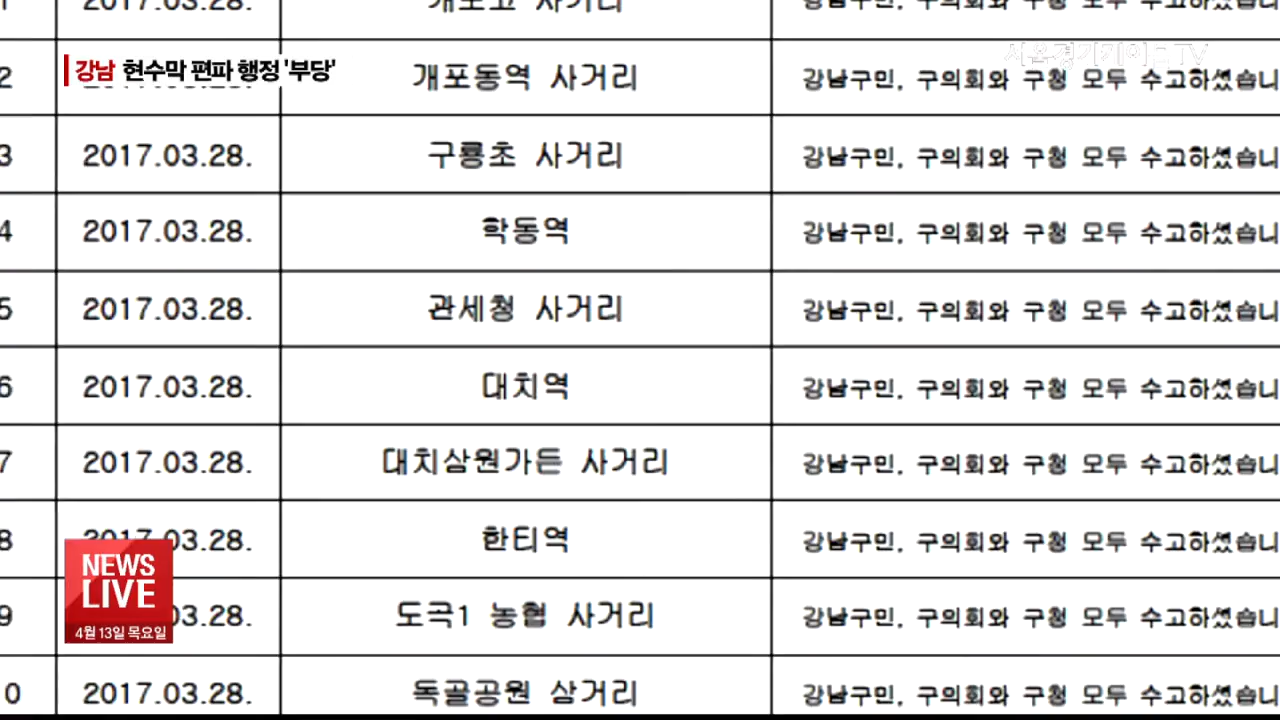 1 2017.03.28. 개포고 사거리 강남구민, 구의회와 구청 모두 수고하셨습니
강남 현수막 편파 행정 '부당'
서울경기케이블TV
2 개포동역 사거리 강남구민, 구의회와 구청 모두 수고하셨습니
3 2017.03.28. 구룡초 사거리 강남구민, 구의회와 구청 모두 수고하셨습니
4 2017.03.28. 학동역 강남구민, 구의회와 구청 모두 수고하셨습니
5 2017.03.28. 관세청 사거리 강남구민, 구의회와 구청 모두 수고하셨습니
6 2017.03.28. 대치역 강남구민, 구의회와 구청 모두 수고하셨습니
7 2017.03.28. 대치삼원가든 사거리 강남구민, 구의회와 구청 모두 수고하셨습니
8 2017.03.28. 한티역 강남구민, 구의회와 구청 모두 수고하셨습니
NEWS
LIVE
4월 13일 목요일
9 03.28. 도곡1 농협 사거리 강남구민, 구의회와 구청 모두 수고하셨습니
0 2017.03.28. 독골공원 삼거리 강남구민, 구의회와 구청 모두 수고하셨습니